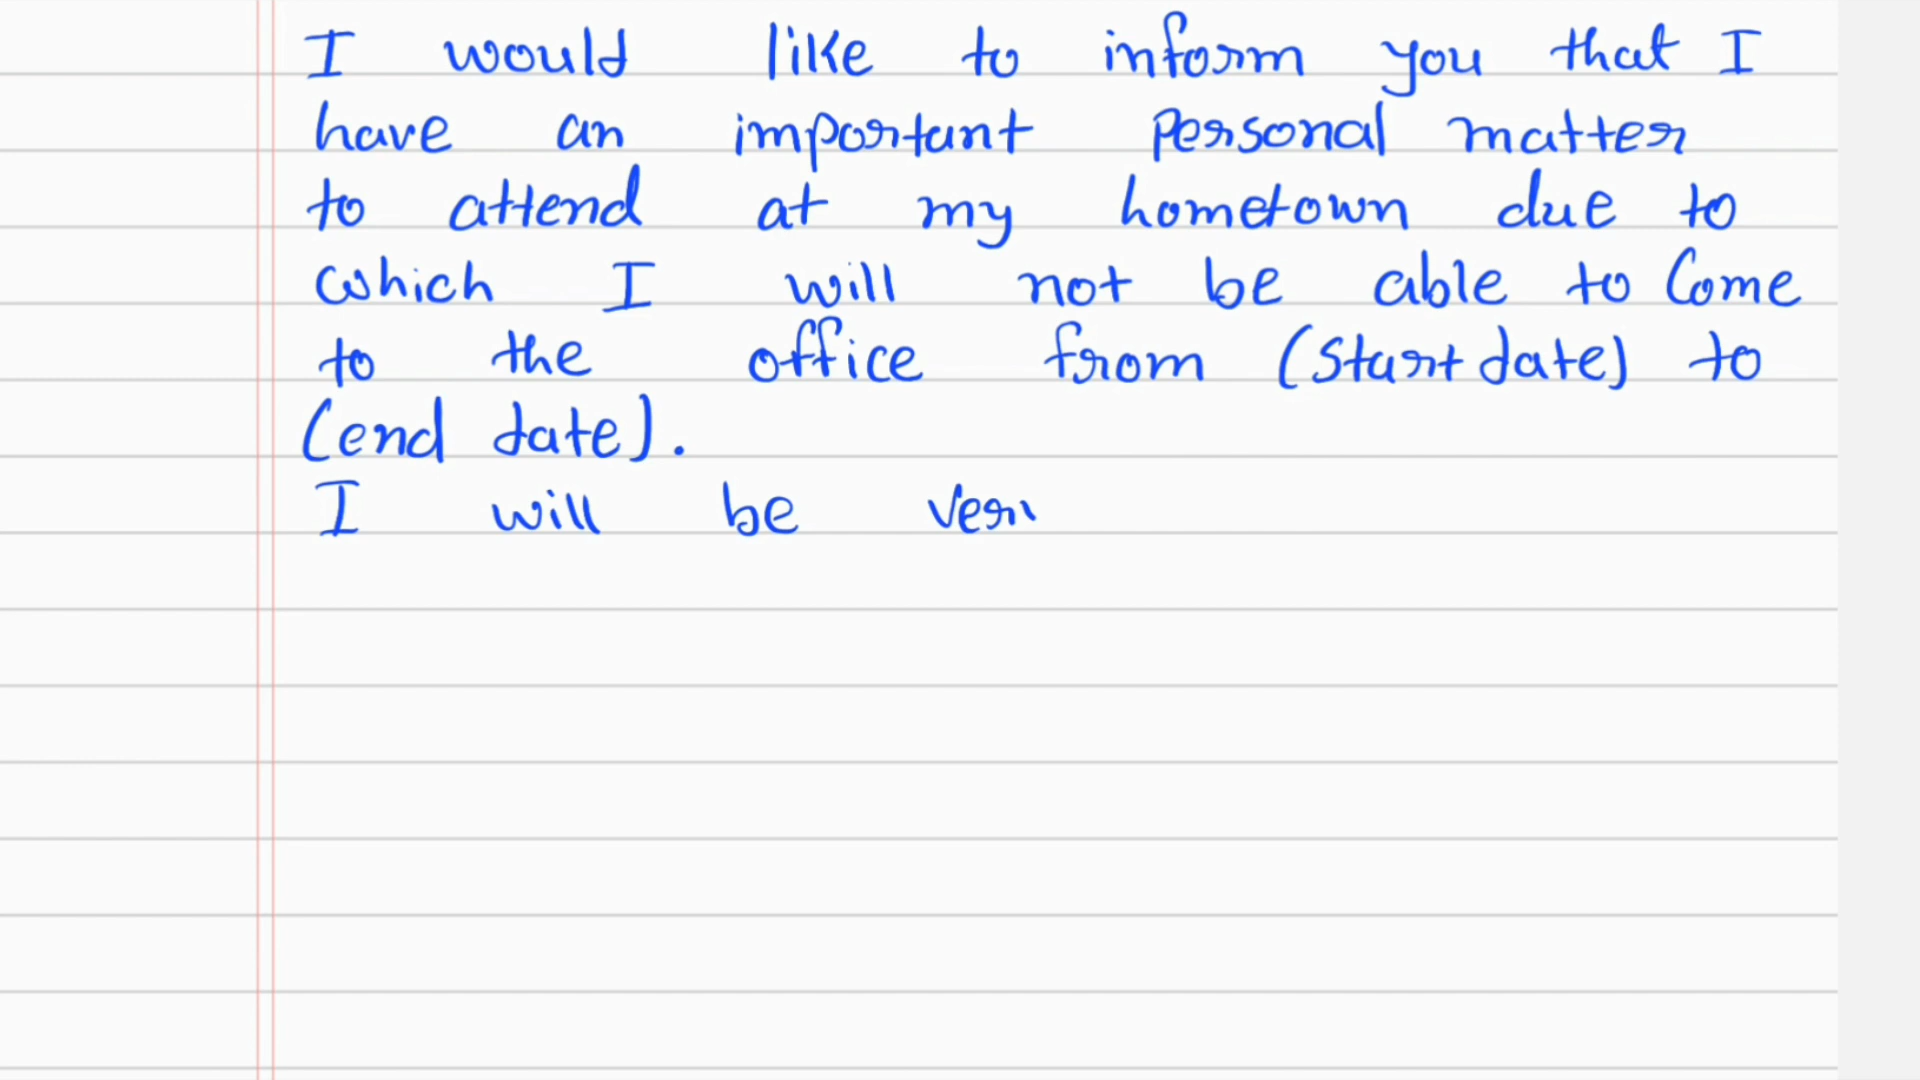 I would like to inform you that I
have an important personal matter
to attend at my hometown due to
which I will not be able to Come
to the office from (Start date) to
(end date).
I will be